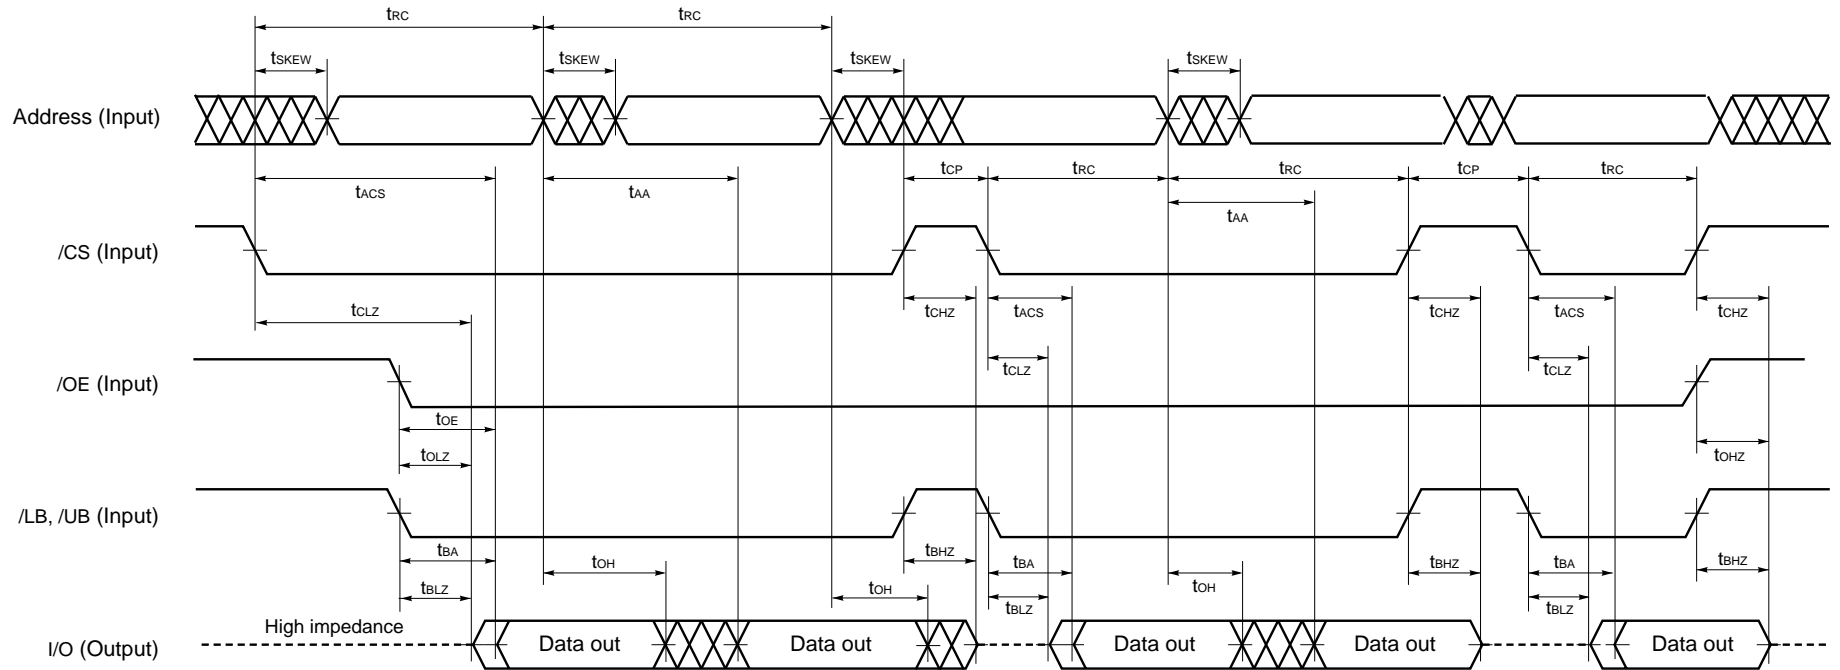 tRC tRC
tSKEW tSKEW tSKEW tSKEW
Address (Input)
tACS tAA tCP tRC tRC tCP tRC
tAA
/CS (Input)
tCLZ tCHZ tACS tCHZ tACS tCHZ
tCLZ tCLZ
/OE (Input)
tOE
tOLZ tOHZ
/LB, /UB (Input)
tBA tOH tBHZ tBA tOH tBHZ tBA tBHZ
tBLZ tOH tBLZ tBLZ
I/O (Output) High impedance Data out Data out Data out Data out Data out